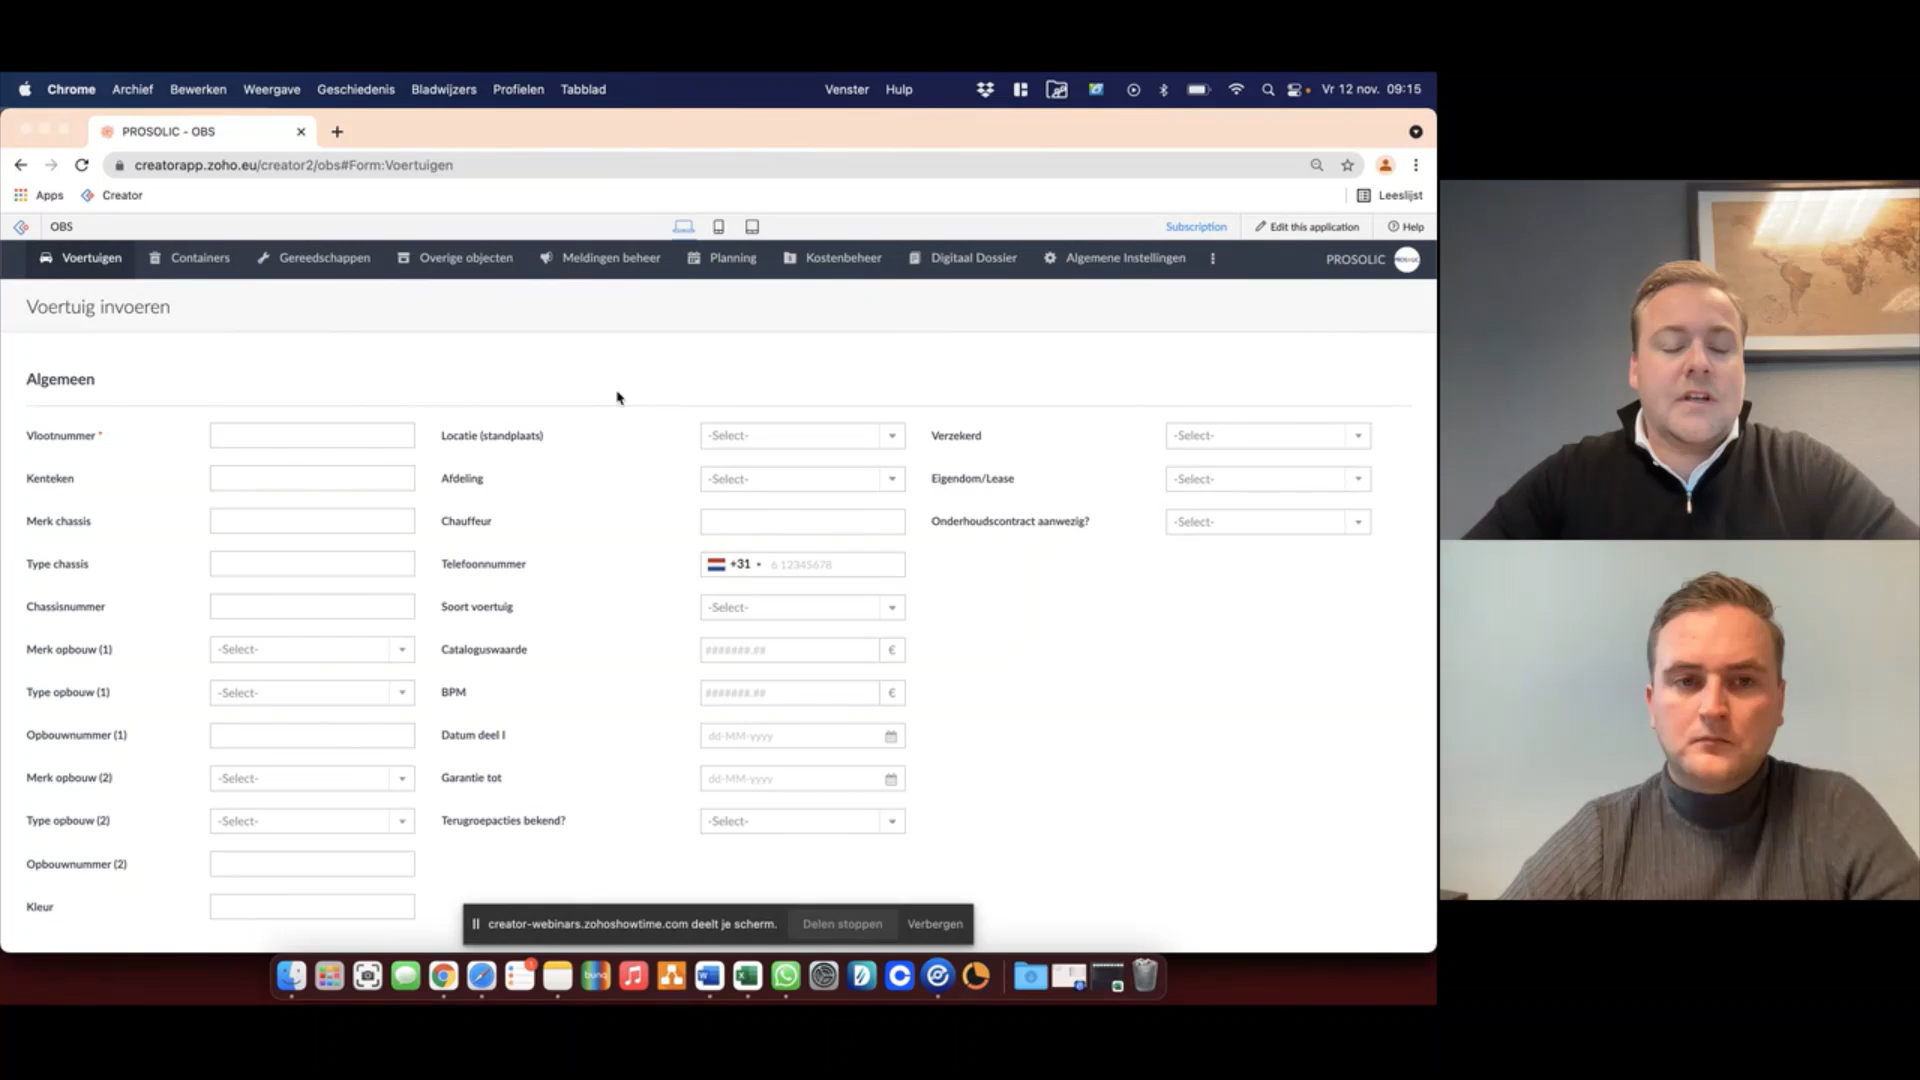 Chrome Archief Bewerken Weergave Geschiedenis Bladwijzers Profielen Tabblad Venster Hulp Vr 12 nov. 09:15
PROSOLIC - OBS
creatorapp.zoho.eu/creator2/obs#Form:Voertuigen
Apps Creator Leeslijst
OBS Subscription Edit this application Help
Voertuigen Containers Gereedschappen Overige objecten Meldingen beheer Planning Kostenbeheer Digitaal Dossier Algemene Instellingen PROSOLIC
Voertuig invoeren
Algemeen
Vlootnummer * Locatie (standplaats) -Select- Verzekerd -Select-
Kenteken Afdeling -Select- Eigendom/Lease -Select-
Merk chassis Chauffeur Onderhoudscontract aanwezig? -Select-
Type chassis Telefoonnummer +31 6 12345678
Chassisnummer Soort voertuig -Select-
Merk opbouw (1) -Select- Cataloguswaarde #######.## €
Type opbouw (1) -Select- BPM #######.## €
Opbouwnummer (1) Datum deel I dd-MM-yyyy
Merk opbouw (2) -Select- Garantie tot dd-MM-yyyy
Type opbouw (2) -Select- Terugroepacties bekend? -Select-
Opbouwnummer (2)
Kleur
creator-webinars.zohoshowtime.com deelt je scherm. Delen stoppen Verbergen
bunq